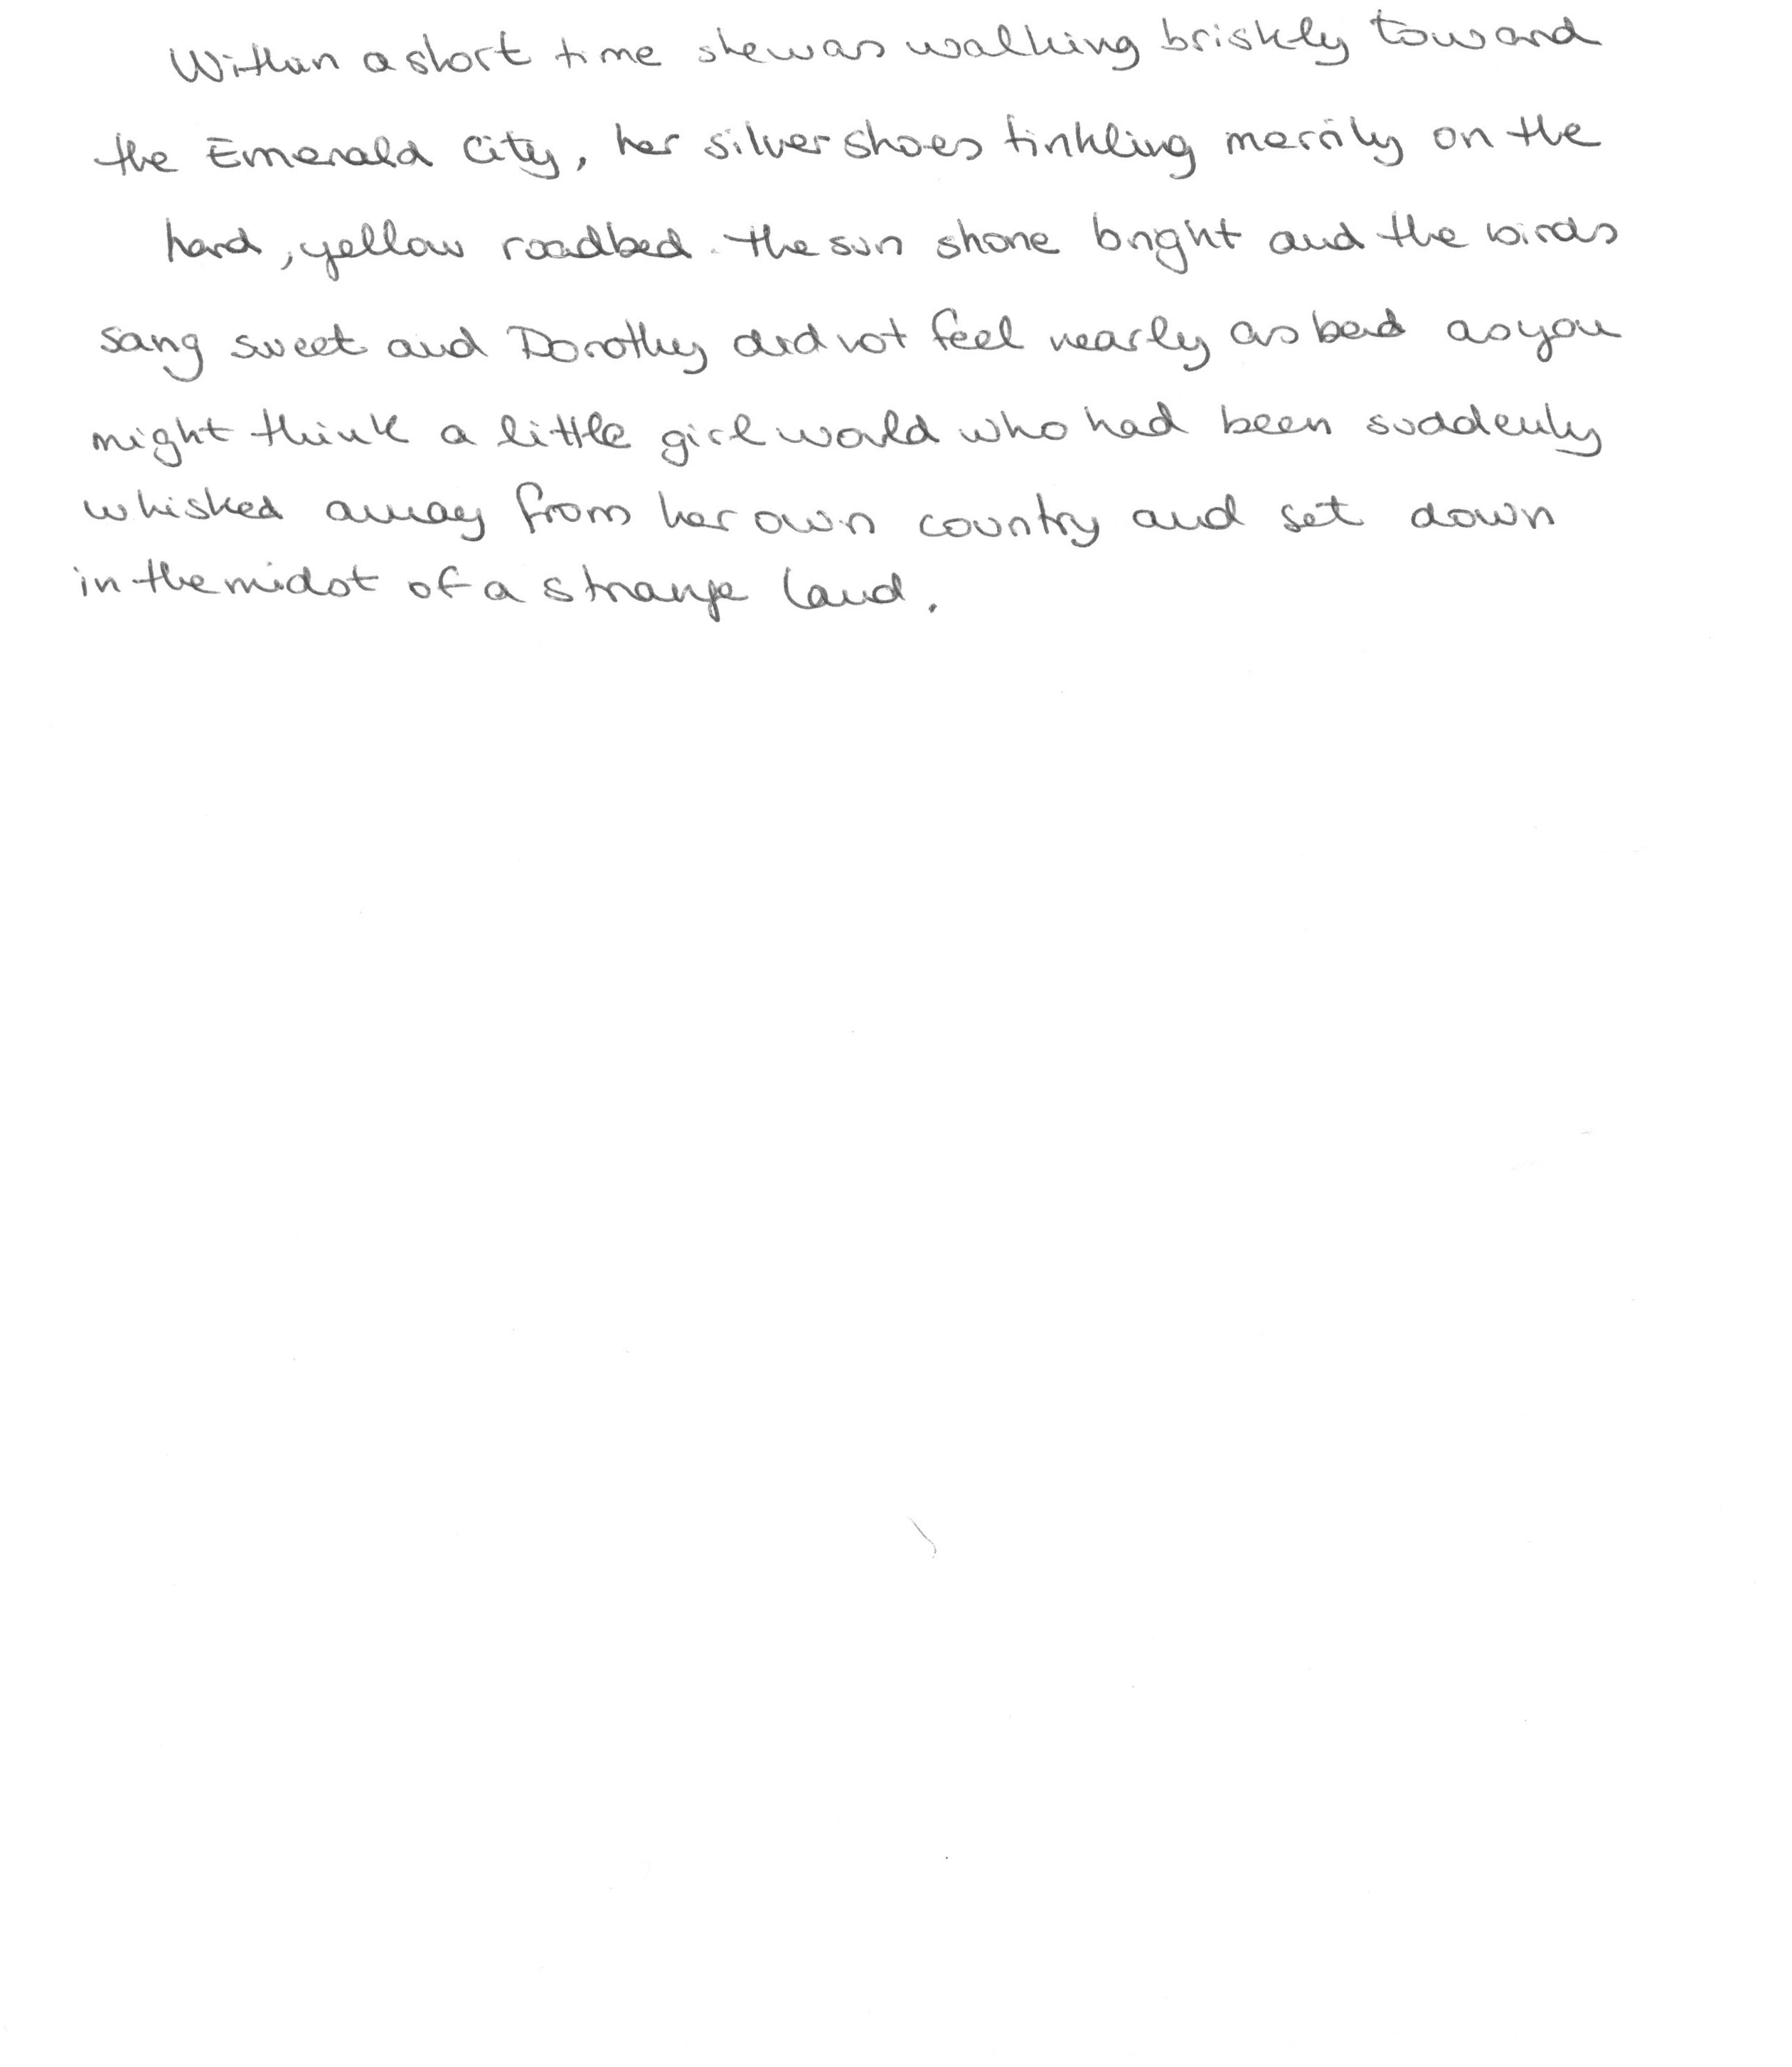 Within a short time she was walking briskly toward
the Emerald City, her silver shoes tinkling merrily on the
hard, yellow roadbed. The sun shone bright and the birds
sang sweet and Dorothy did not feel nearly as bad as you
might think a little girl would who had been suddenly
whisked away from her own country and set down
in the midst of a strange land.